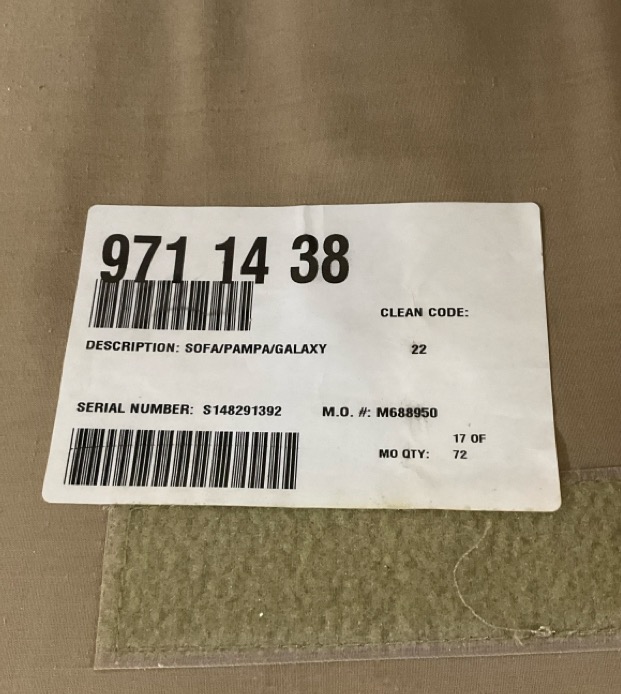 971 14 38
CLEAN CODE:
DESCRIPTION: SOFA/PAMPA/GALAXY
22
SERIAL NUMBER: S148291392 M.O. #: M688950
17 OF
MO QTY: 72